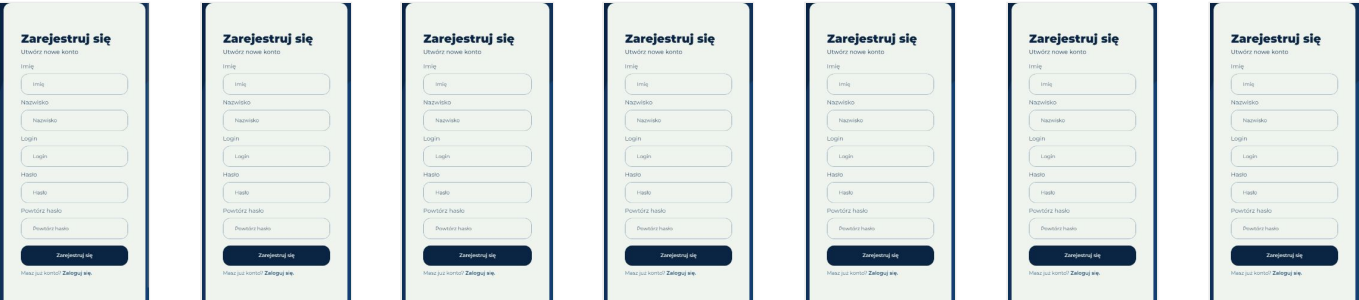 Zarejestruj się Zarejestruj się Zarejestruj się Zarejestruj się Zarejestruj się Zarejestruj się Zarejestruj się
Utwórz nowe konto Utwórz nowe konto Utwórz nowe konto Utwórz nowe konto Utwórz nowe konto Utwórz nowe konto Utwórz nowe konto
Imię Imię Imię Imię Imię Imię Imię
Imię Imię Imię Imię Imię Imię Imię
Nazwisko Nazwisko Nazwisko Nazwisko Nazwisko Nazwisko Nazwisko
Nazwisko Nazwisko Nazwisko Nazwisko Nazwisko Nazwisko Nazwisko
Login Login Login Login Login Login Login
Login Login Login Login Login Login Login
Hasło Hasło Hasło Hasło Hasło Hasło Hasło
Hasło Hasło Hasło Hasło Hasło Hasło Hasło
Powtórz hasło Powtórz hasło Powtórz hasło Powtórz hasło Powtórz hasło Powtórz hasło Powtórz hasło
Powtórz hasło Powtórz hasło Powtórz hasło Powtórz hasło Powtórz hasło Powtórz hasło Powtórz hasło
Zarejestruj się Zarejestruj się Zarejestruj się Zarejestruj się Zarejestruj się Zarejestruj się Zarejestruj się
Masz już konto? Zaloguj się. Masz już konto? Zaloguj się. Masz już konto? Zaloguj się. Masz już konto? Zaloguj się. Masz już konto? Zaloguj się. Masz już konto? Zaloguj się. Masz już konto? Zaloguj się.